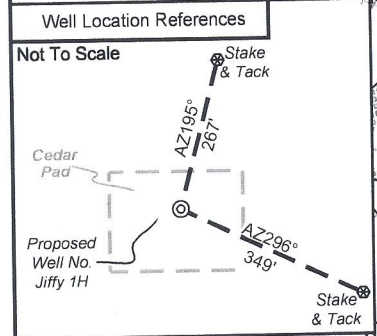 Well Location References
Not To Scale
Stake
& Tack
AZ195°
267'
Cedar
Pad
AZ296°
349'
Proposed
Well No.
Jiffy 1H
Stake
& Tack